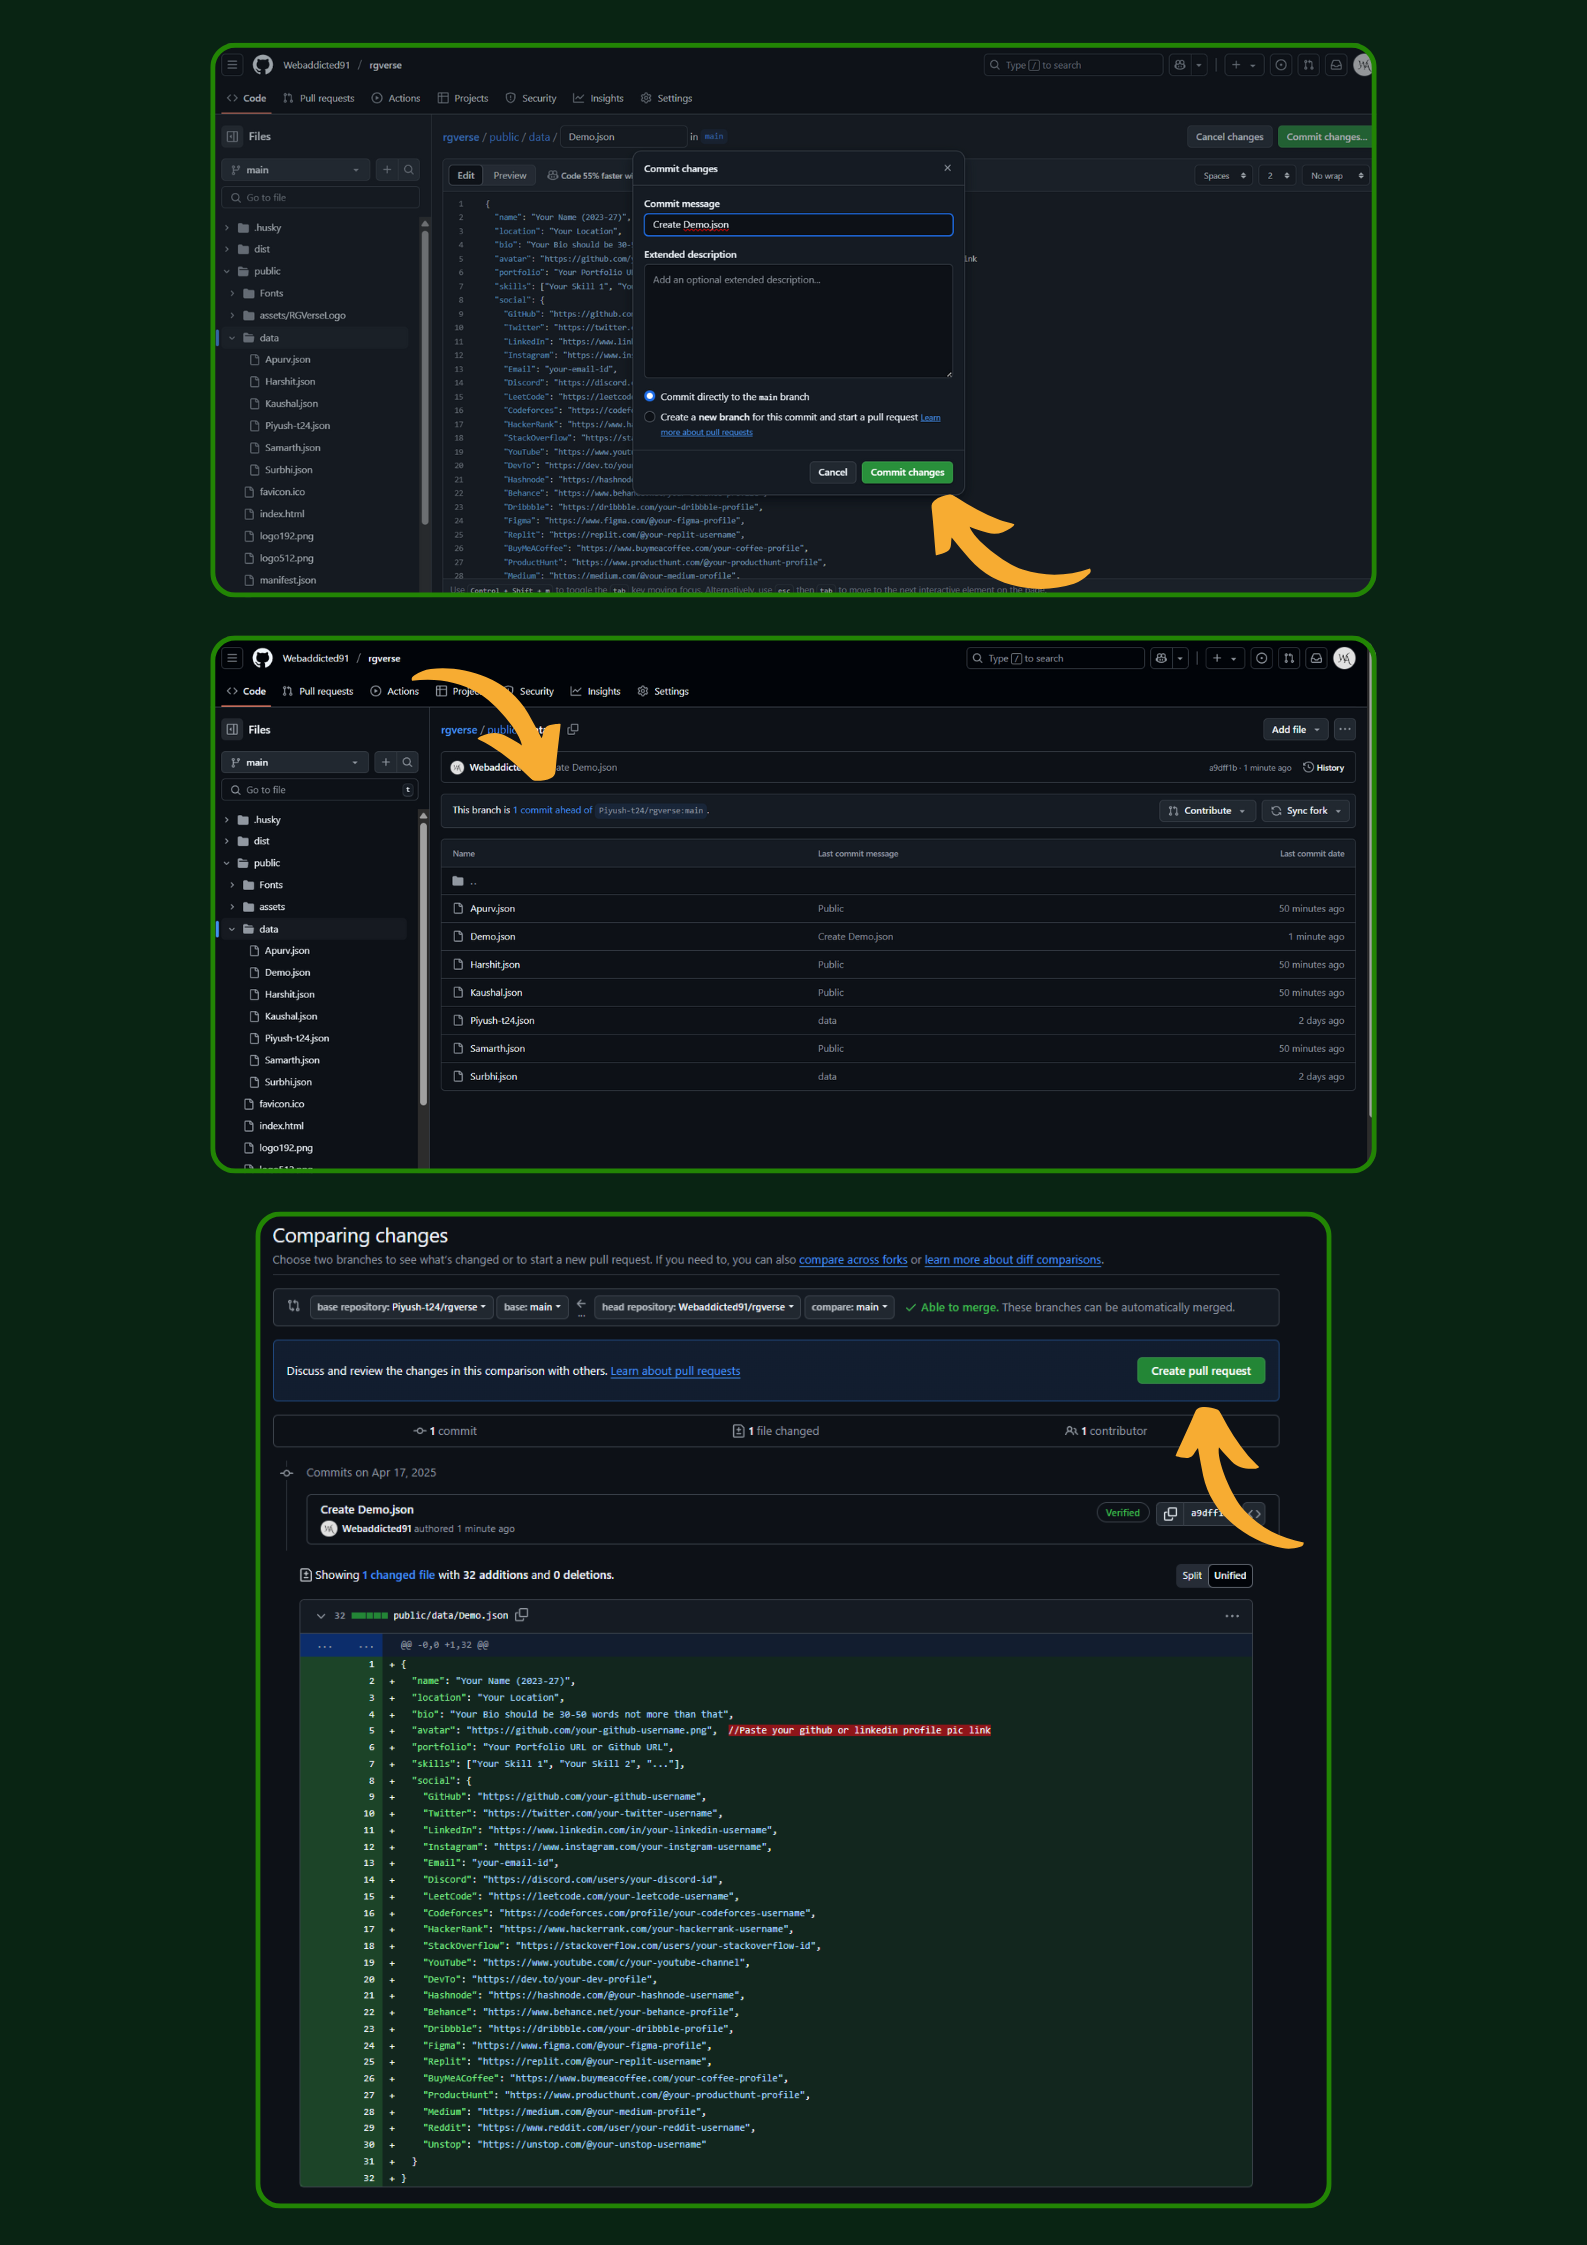 Webaddicted91 / rgverse
Type / to search
Code Pull requests Actions Projects Security Insights Settings
Files
main
Go to file
.husky
dist
public
Fonts
assets/RGVerseLogo
data
Apurv.json
Harshit.json
Kaushal.json
Piyush-t24.json
Samarth.json
Surbhi.json
favicon.ico
index.html
logo192.png
logo512.png
manifest.json
rgverse / public / data / Demo.json in main
Cancel changes Commit changes...
Edit Preview Code 55% faster
Spaces 2 No wrap
1 {
2 "name": "Your Name (2023-27)",
3 "location": "Your Location",
4 "bio": "Your Bio should be 30-
5 "avatar": "https://github.com/
6 "portfolio": "Your Portfolio
7 "skills": ["Your Skill 1",
8 "social": {
9 "GitHub": "https://github.co
10 "Twitter": "https://twitter.
11 "LinkedIn": "https://www.lin
12 "Instagram": "https://www.in
13 "Email": "your-email-id",
14 "Discord": "https://discord.
15 "LeetCode": "https://leetcod
16 "Codeforces": "https://codef
17 "HackerRank": "https://www.h
18 "StackOverflow": "https://st
19 "YouTube": "https://www.yout
20 "DevTo": "https://dev.to/you
21 "Hashnode": "https://hashnod
22 "Behance": "https://www.behan
23 "Dribbble": "https://dribbble.com/your-dribbble-profile",
24 "Figma": "https://www.figma.com/@your-figma-profile",
25 "Replit": "https://replit.com/@your-replit-username",
26 "BuyMeACoffee": "https://www.buymeacoffee.com/your-coffee-profile",
27 "ProductHunt": "https://www.producthunt.com/@your-producthunt-profile",
28 "Medium": "https://medium.com/@your-medium-profile",
Use Control + Shift + m to toggle the tab key moving focus. Alternatively, use esc then tab to move to the next interactive element on the page.
Commit changes
Commit message
Create Demo.json
Extended description
Add an optional extended description...
Commit directly to the main branch
Create a new branch for this commit and start a pull request Learn
more about pull requests
Cancel Commit changes
Webaddicted91 / rgverse
Type / to search
Code Pull requests Actions Projec Security Insights Settings
Files
main
Go to file t
.husky
dist
public
Fonts
assets
data
Apurv.json
Demo.json
Harshit.json
Kaushal.json
Piyush-t24.json
Samarth.json
Surbhi.json
favicon.ico
index.html
logo192.png
rgverse / public
Add file
Webaddicte ate Demo.json a9dff1b · 1 minute ago History
This branch is 1 commit ahead of Piyush-t24/rgverse:main .
Contribute Sync fork
Name Last commit message Last commit date
..
Apurv.json Public 50 minutes ago
Demo.json Create Demo.json 1 minute ago
Harshit.json Public 50 minutes ago
Kaushal.json Public 50 minutes ago
Piyush-t24.json data 2 days ago
Samarth.json Public 50 minutes ago
Surbhi.json data 2 days ago
Comparing changes
Choose two branches to see what's changed or to start a new pull request. If you need to, you can also compare across forks or learn more about diff comparisons.
base repository: Piyush-t24/rgverse base: main head repository: Webaddicted91/rgverse compare: main Able to merge. These branches can be automatically merged.
Discuss and review the changes in this comparison with others. Learn about pull requests
Create pull request
1 commit 1 file changed 1 contributor
Commits on Apr 17, 2025
Create Demo.json
Webaddicted91 authored 1 minute ago
Verified a9dff
Showing 1 changed file with 32 additions and 0 deletions.
Split Unified
32 public/data/Demo.json
@@ -0,0 +1,32 @@
1 + {
2 + "name": "Your Name (2023-27)",
3 + "location": "Your Location",
4 + "bio": "Your Bio should be 30-50 words not more than that",
5 + "avatar": "https://github.com/your-github-username.png", //Paste your github or linkedin profile pic link
6 + "portfolio": "Your Portfolio URL or Github URL",
7 + "skills": ["Your Skill 1", "Your Skill 2", "..."],
8 + "social": {
9 + "GitHub": "https://github.com/your-github-username",
10 + "Twitter": "https://twitter.com/your-twitter-username",
11 + "LinkedIn": "https://www.linkedin.com/in/your-linkedin-username",
12 + "Instagram": "https://www.instagram.com/your-instgram-username",
13 + "Email": "your-email-id",
14 + "Discord": "https://discord.com/users/your-discord-id",
15 + "LeetCode": "https://leetcode.com/your-leetcode-username",
16 + "Codeforces": "https://codeforces.com/profile/your-codeforces-username",
17 + "HackerRank": "https://www.hackerrank.com/your-hackerrank-username",
18 + "StackOverflow": "https://stackoverflow.com/users/your-stackoverflow-id",
19 + "YouTube": "https://www.youtube.com/c/your-youtube-channel",
20 + "DevTo": "https://dev.to/your-dev-profile",
21 + "Hashnode": "https://hashnode.com/@your-hashnode-username",
22 + "Behance": "https://www.behance.net/your-behance-profile",
23 + "Dribbble": "https://dribbble.com/your-dribbble-profile",
24 + "Figma": "https://www.figma.com/@your-figma-profile",
25 + "Replit": "https://replit.com/@your-replit-username",
26 + "BuyMeACoffee": "https://www.buymeacoffee.com/your-coffee-profile",
27 + "ProductHunt": "https://www.producthunt.com/@your-producthunt-profile",
28 + "Medium": "https://medium.com/@your-medium-profile",
29 + "Reddit": "https://www.reddit.com/user/your-reddit-username",
30 + "Unstop": "https://unstop.com/@your-unstop-username"
31 + }
32 + }